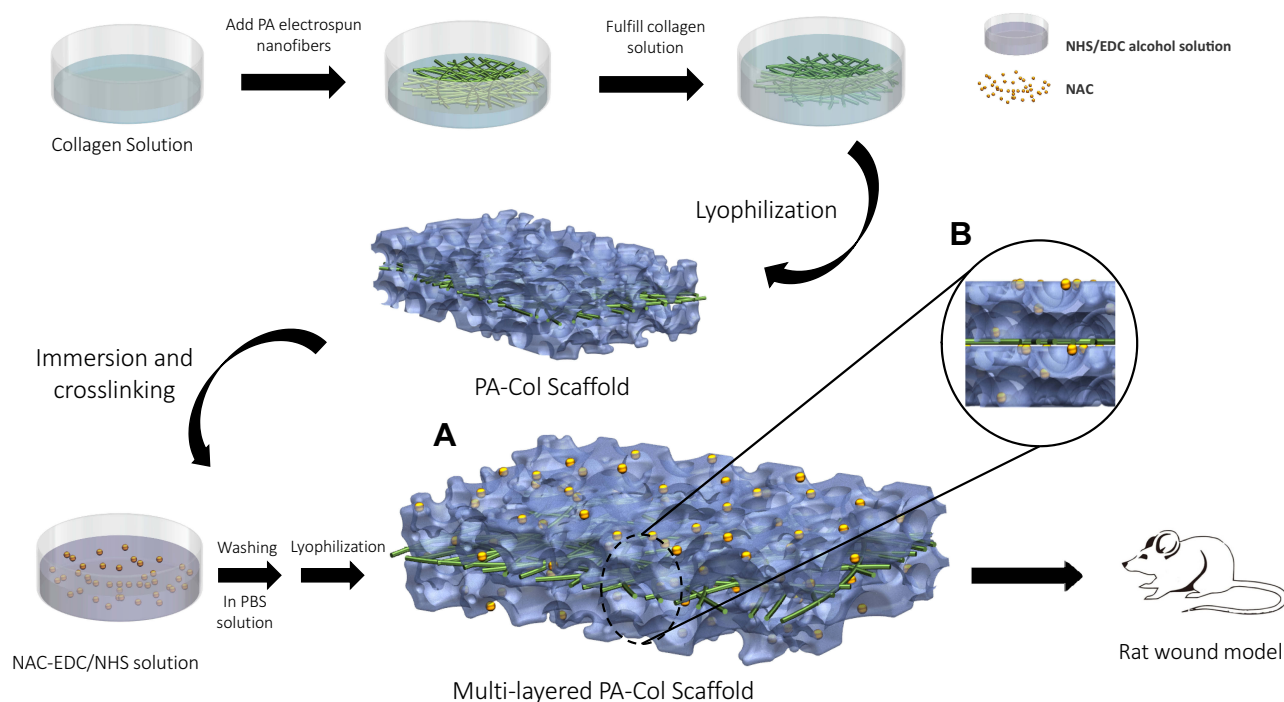 Add PA electrospun
nanofibers
Fulfill collagen
solution
NHS/EDC alcohol solution
NAC
Collagen Solution
Lyophilization
B
PA-Col Scaffold
Immersion and
crosslinking
A
Washing
In PBS
solution
Lyophilization
NAC-EDC/NHS solution
Multi-layered PA-Col Scaffold
Rat wound model